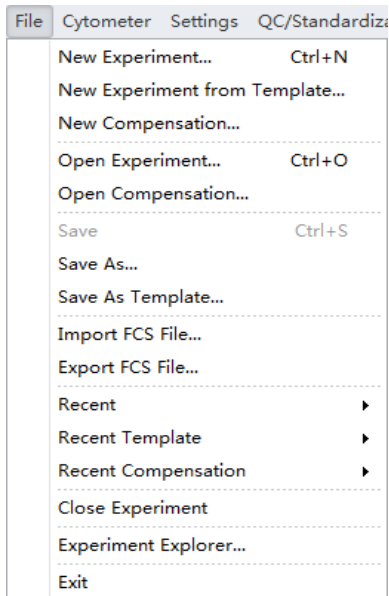 File Cytometer Settings QC/Standardiza
New Experiment... Ctrl+N
New Experiment from Template...
New Compensation...
Open Experiment... Ctrl+O
Open Compensation...
Save Ctrl+S
Save As...
Save As Template...
Import FCS File...
Export FCS File...
Recent
Recent Template
Recent Compensation
Close Experiment
Experiment Explorer...
Exit